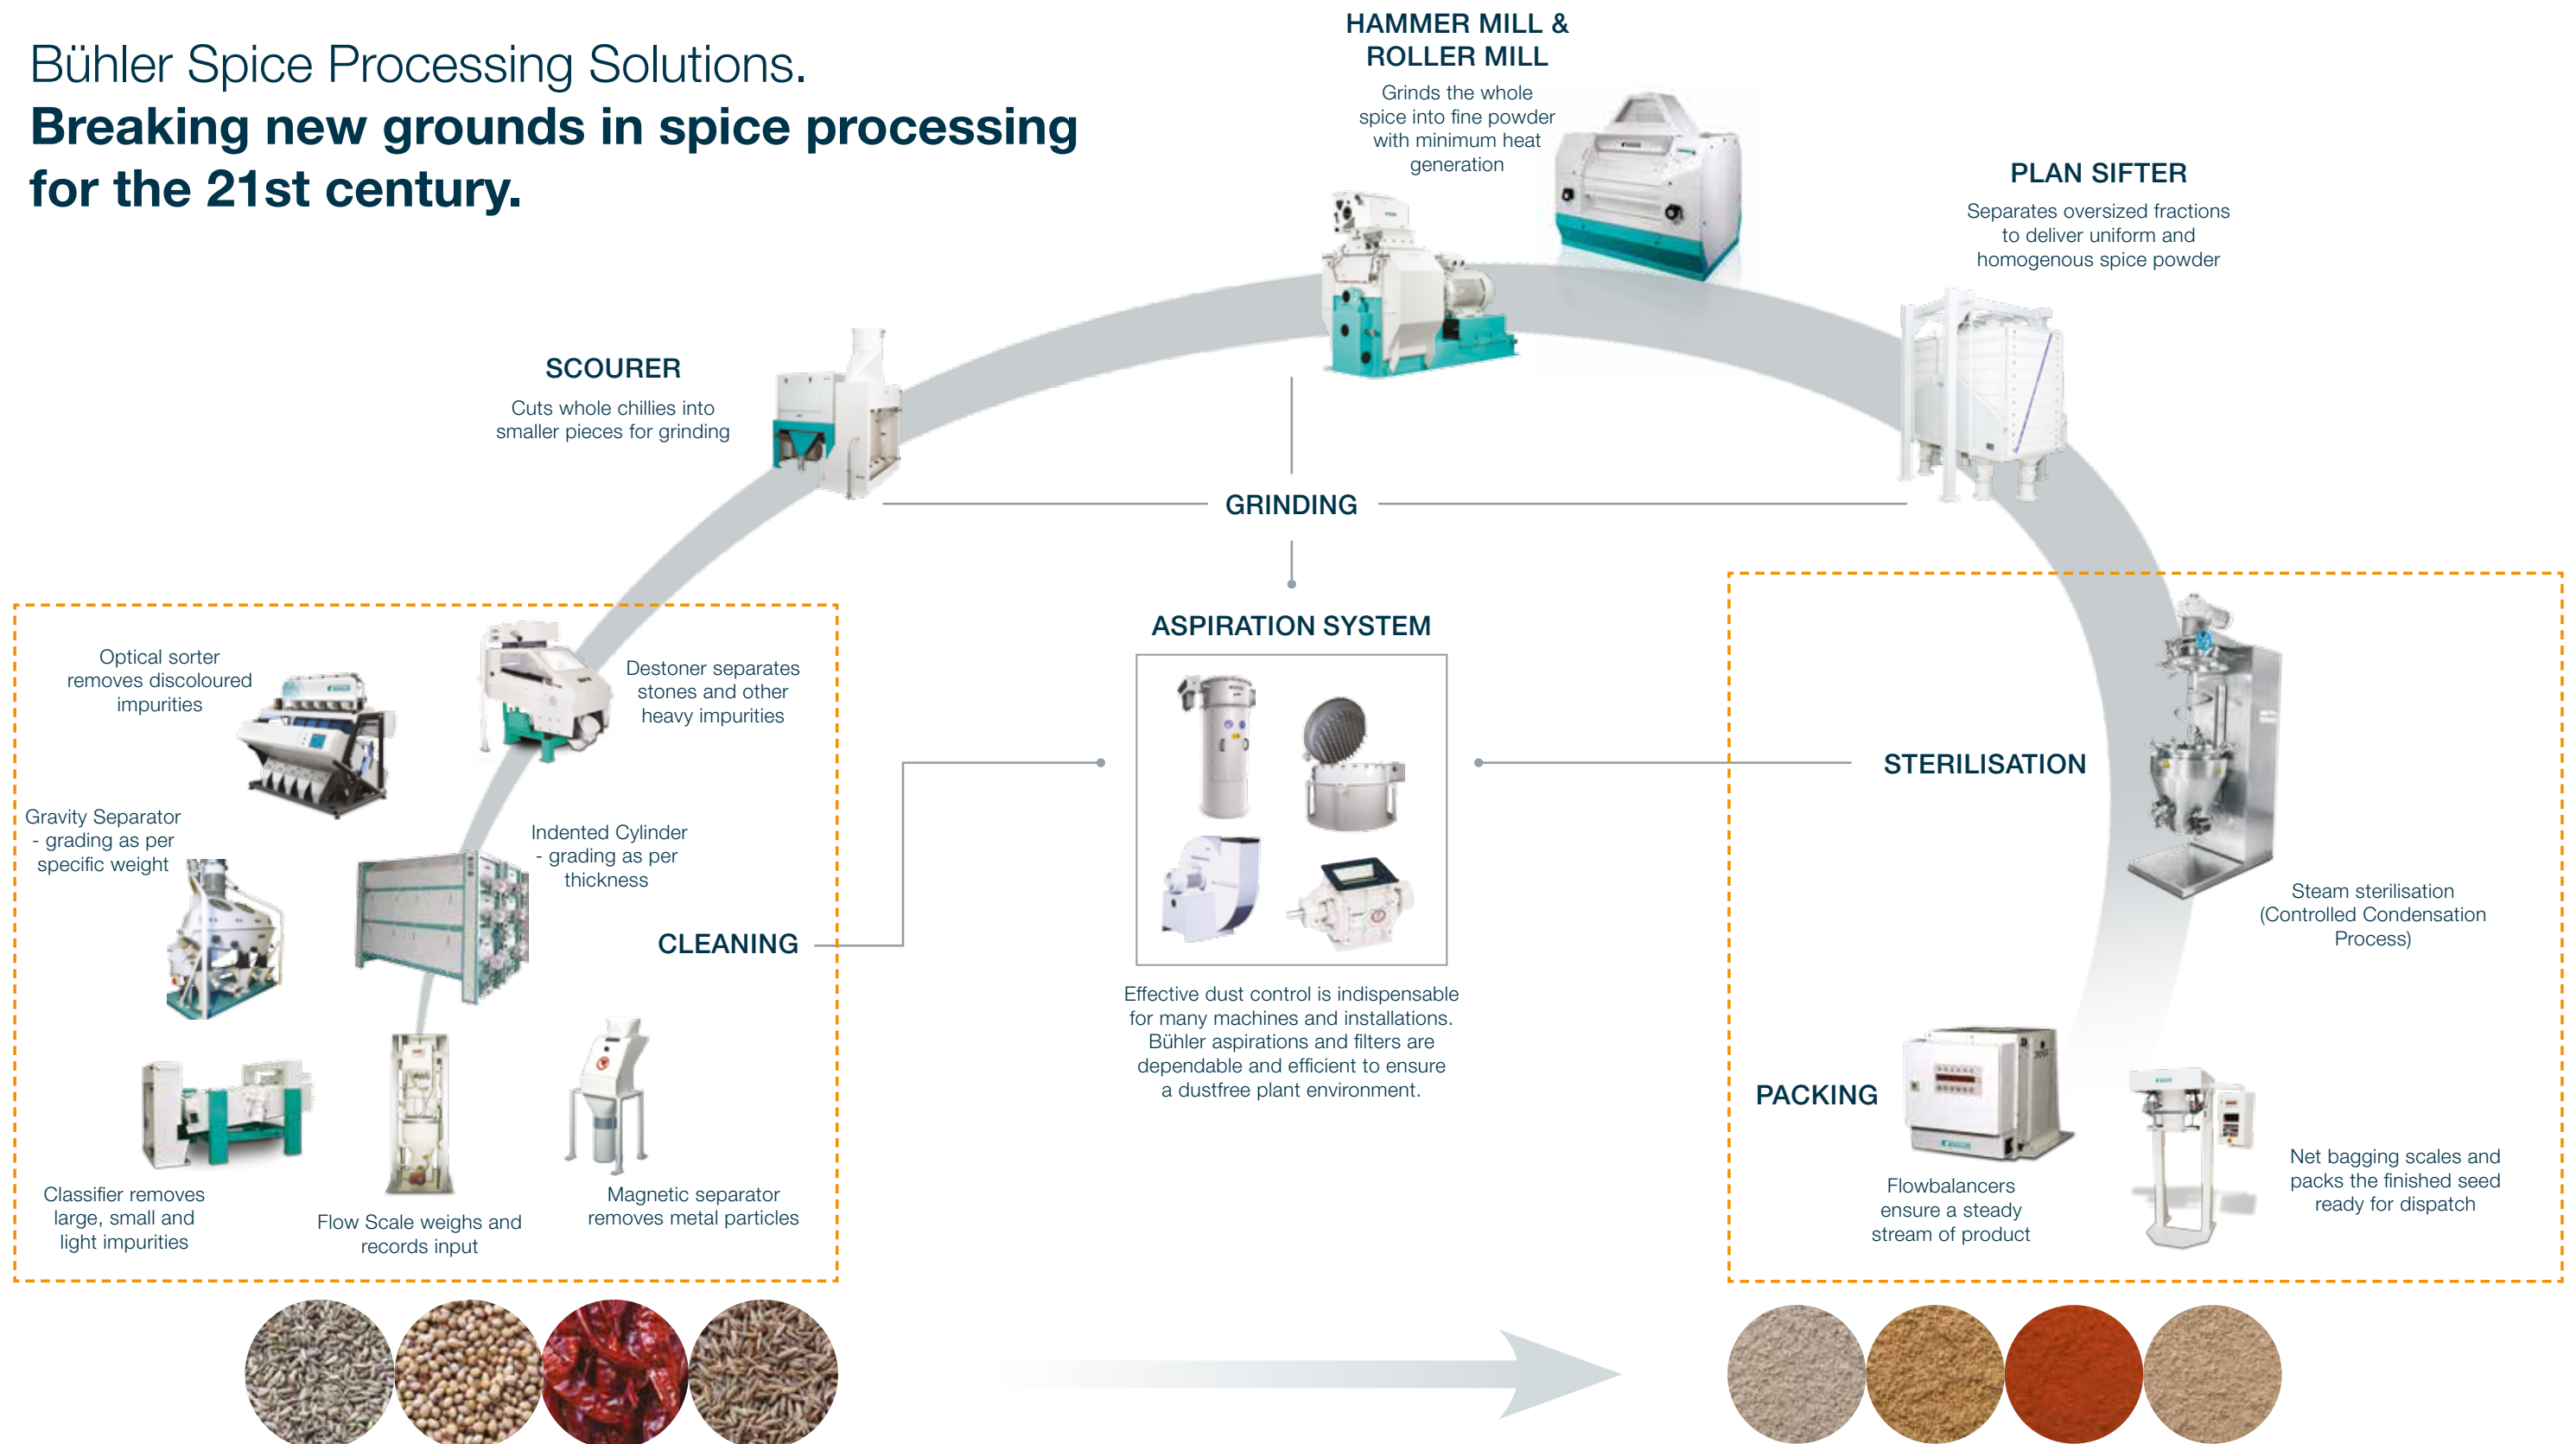 Bühler Spice Processing Solutions.
Breaking new grounds in spice processing
for the 21st century.
HAMMER MILL &
ROLLER MILL
Grinds the whole
spice into fine powder
with minimum heat
generation
PLAN SIFTER
Separates oversized fractions
to deliver uniform and
homogenous spice powder
SCOURER
Cuts whole chillies into
smaller pieces for grinding
GRINDING
ASPIRATION SYSTEM
Effective dust control is indispensable
for many machines and installations.
Bühler aspirations and filters are
dependable and efficient to ensure
a dustfree plant environment.
Optical sorter
removes discoloured
impurities
Destoner separates
stones and other
heavy impurities
Gravity Separator
- grading as per
specific weight
Indented Cylinder
- grading as per
thickness
CLEANING
Classifier removes
large, small and
light impurities
Flow Scale weighs and
records input
Magnetic separator
removes metal particles
STERILISATION
Steam sterilisation
(Controlled Condensation
Process)
PACKING
Flowbalancers
ensure a steady
stream of product
Net bagging scales and
packs the finished seed
ready for dispatch